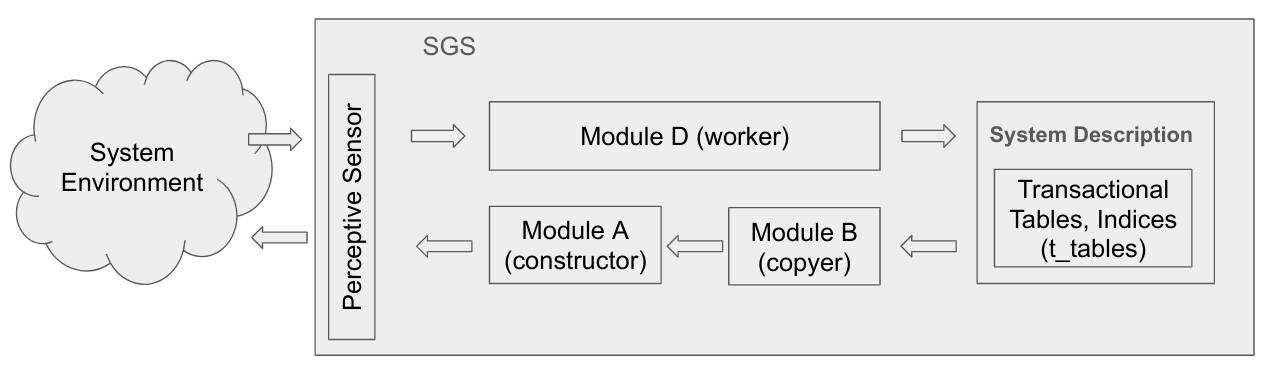 SGS
System
Environment
Perceptive Sensor
Module D (worker)
System Description
Transactional
Tables, Indices
(t_tables)
Module A
(constructor)
Module B
(copyer)